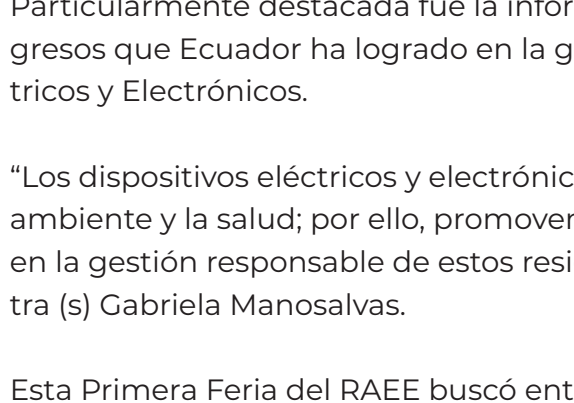 Particularmente destacada fue la infor
gresos que Ecuador ha logrado en la g
tricos y Electrónicos.
“Los dispositivos eléctricos y electrónic
ambiente y la salud; por ello, promover
en la gestión responsable de estos resi
tra (s) Gabriela Manosalvas.
Esta Primera Feria del RAEE buscó ent